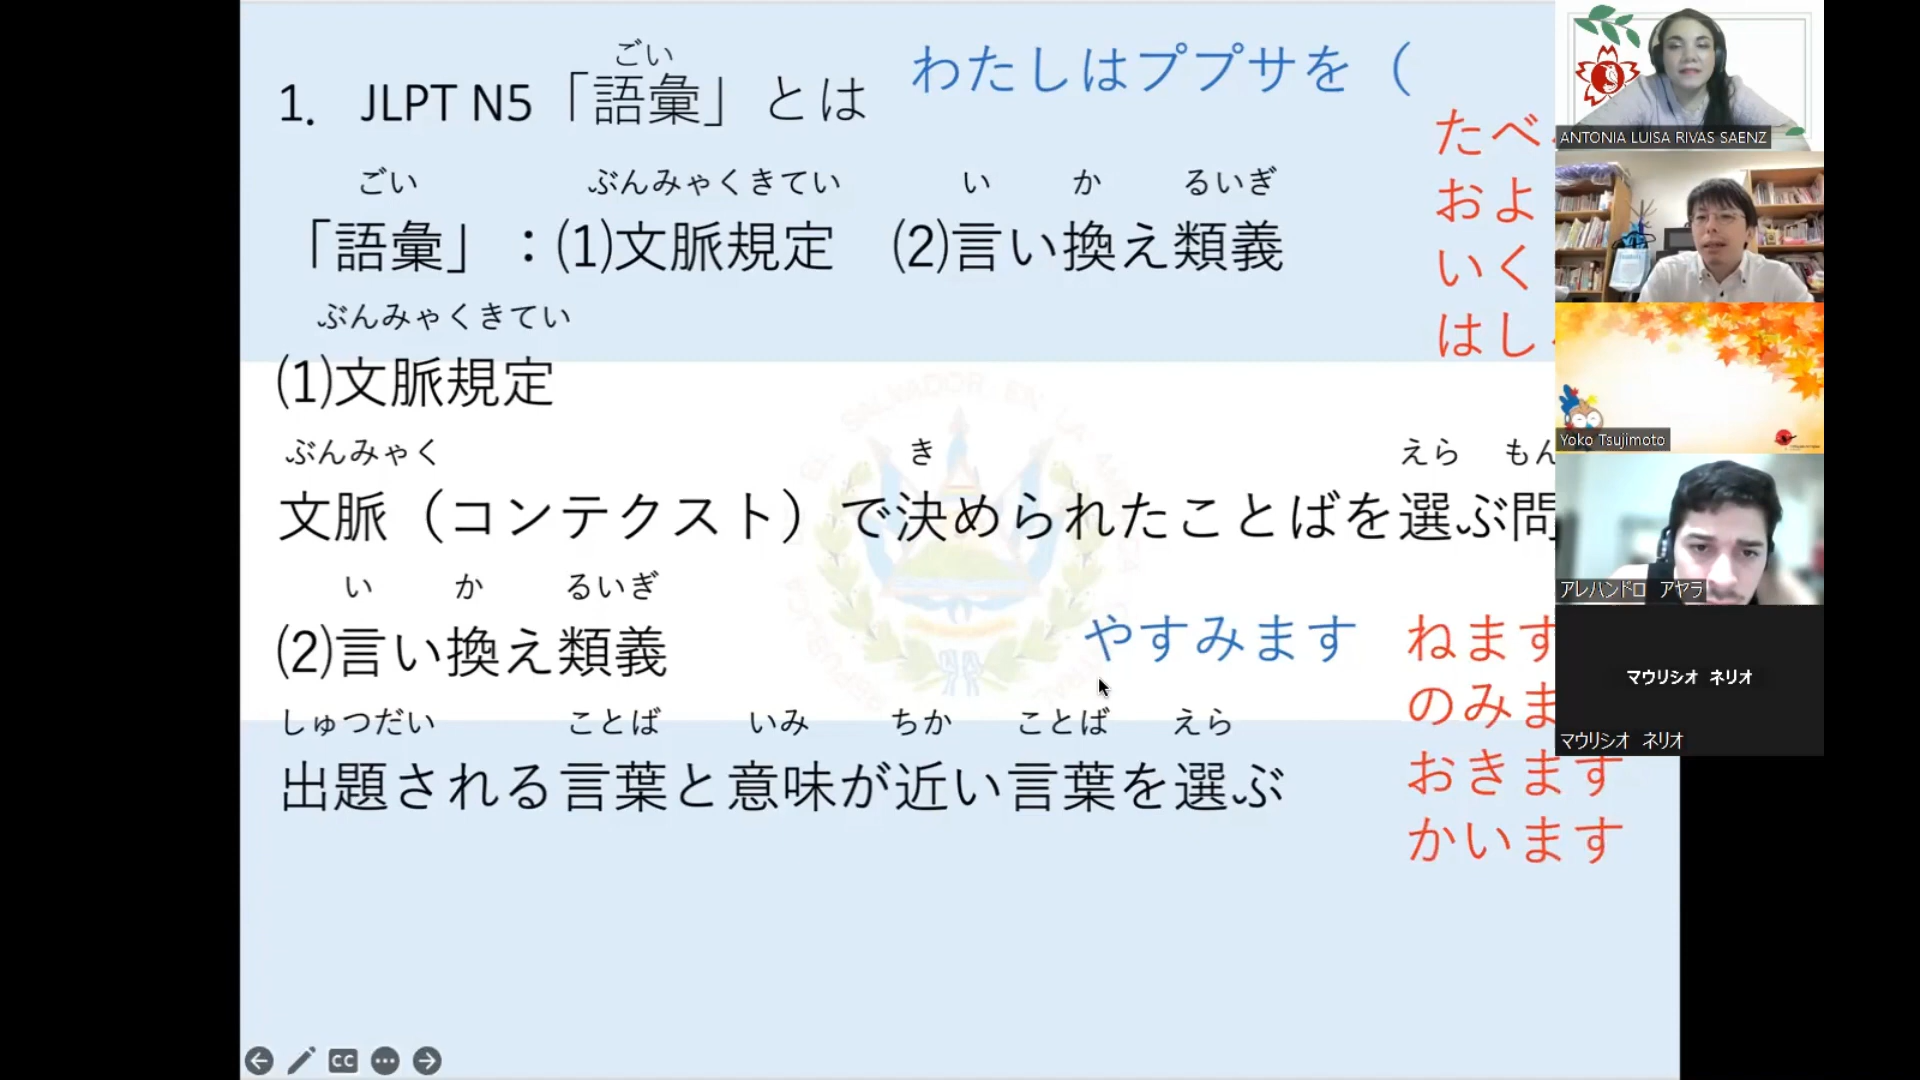 ごい
1. JLPT N5「語彙」とは
わたしはププサを（
たべ
およ
いく
はし
ごい ぶんみゃくきてい い か るいぎ
「語彙」：(1)文脈規定 (2)言い換え類義
ぶんみゃくきてい
(1)文脈規定
ぶんみゃく き えら もん
文脈（コンテクスト）で決められたことばを選ぶ問
い か るいぎ
(2)言い換え類義
やすみます
ねます
のみま
おきます
かいます
しゅつだい ことば いみ ちか ことば えら
出題される言葉と意味が近い言葉を選ぶ
CC
ANTONIA LUISA RIVAS SAENZ
Yoko Tsujimoto
アレハンドロ アヤラ
マウリシオ ネリオ
マウリシオ ネリオ